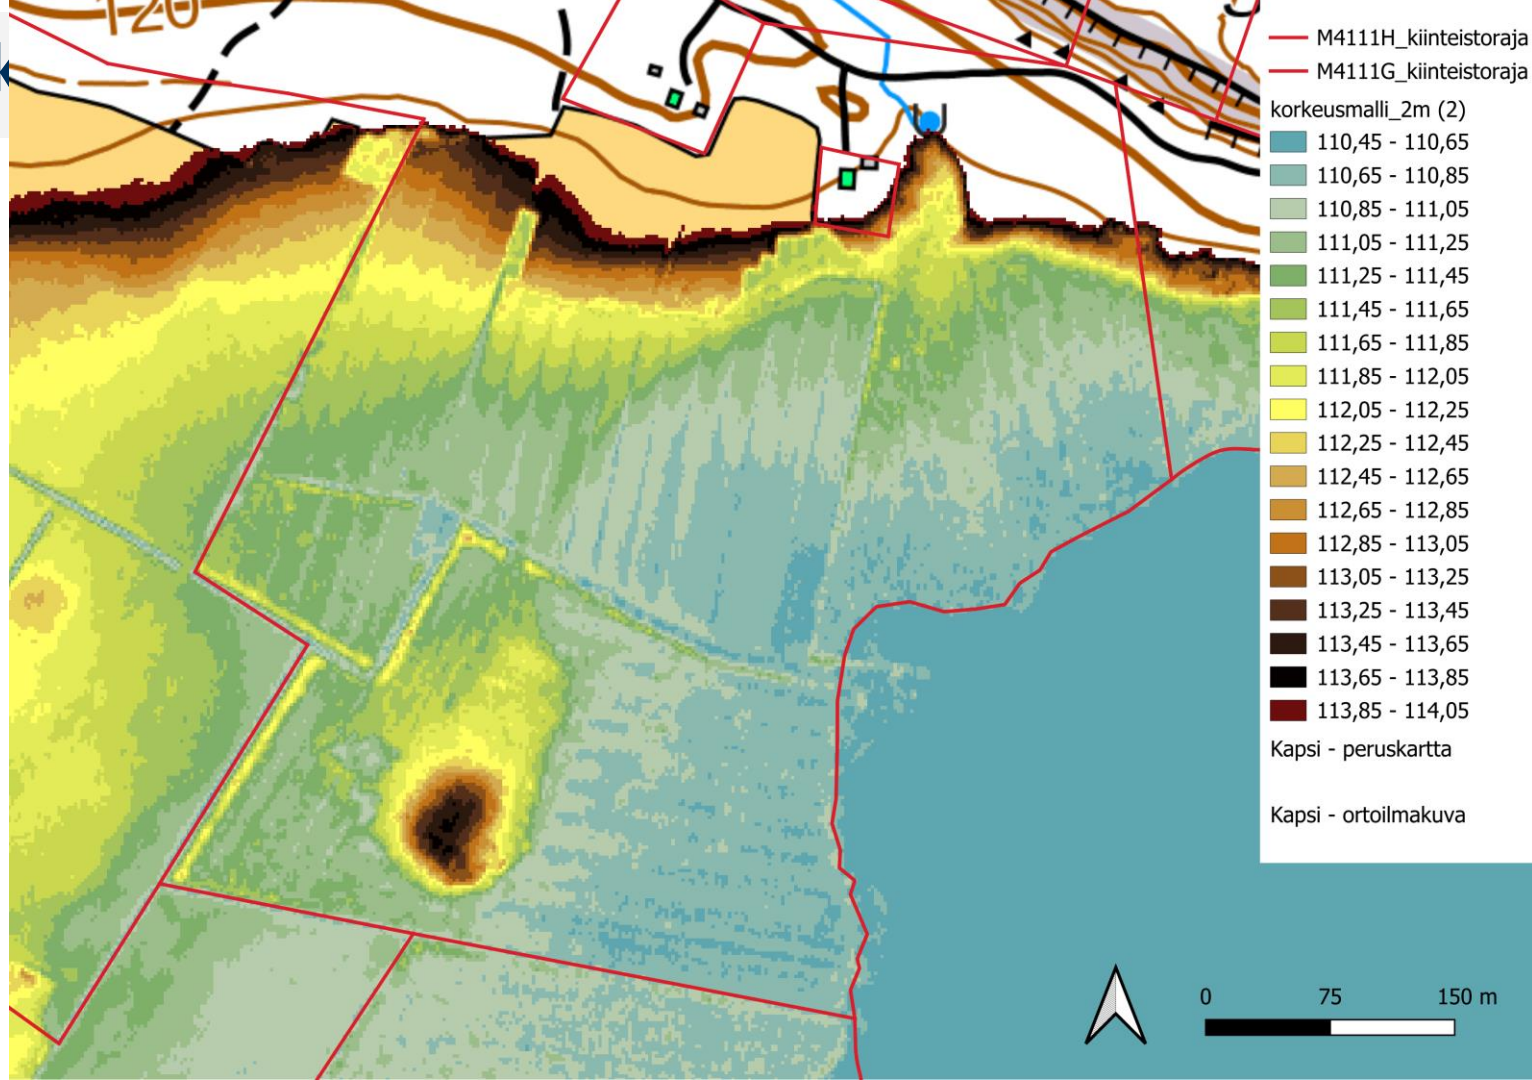 120
M4111H_kiinteistoraja
M4111G_kiinteistoraja
korkeusmalli_2m (2)
110,45 - 110,65
110,65 - 110,85
110,85 - 111,05
111,05 - 111,25
111,25 - 111,45
111,45 - 111,65
111,65 - 111,85
111,85 - 112,05
112,05 - 112,25
112,25 - 112,45
112,45 - 112,65
112,65 - 112,85
112,85 - 113,05
113,05 - 113,25
113,25 - 113,45
113,45 - 113,65
113,65 - 113,85
113,85 - 114,05
Kapsi - peruskartta
Kapsi - ortoilmakuva
0 75 150 m